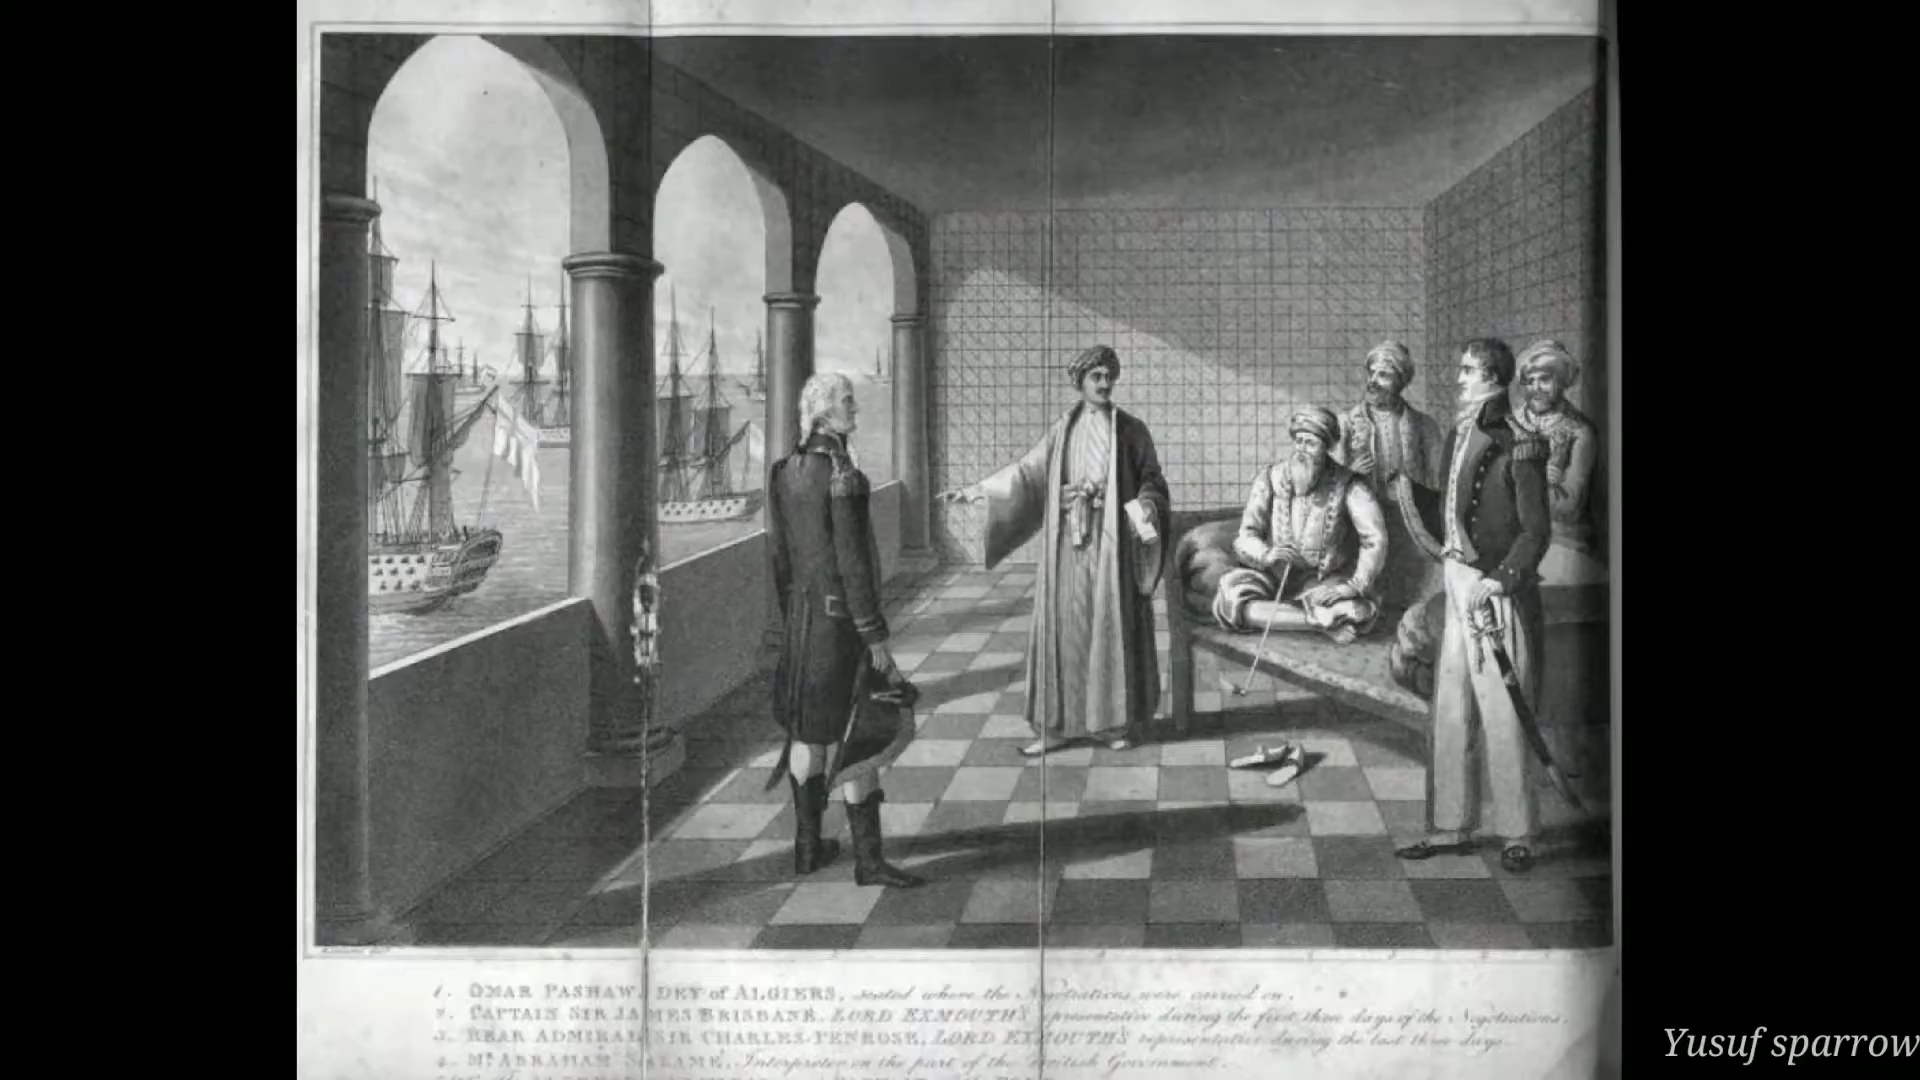 1. OMAR PASHAW, DEY of ALGIERS, seated where the Negotiations were carried on.
2. CAPTAIN SIR JAMES BRISBANE, LORD EXMOUTH'S representative during the first three days of the Negotiations.
3. REAR ADMIRAL SIR CHARLES PENROSE, LORD EXMOUTH'S representative during the last three days.
4. Mr. ABRAHAM SALAMÉ, Interpreter on the part of the British Government.
Yusuf sparrow